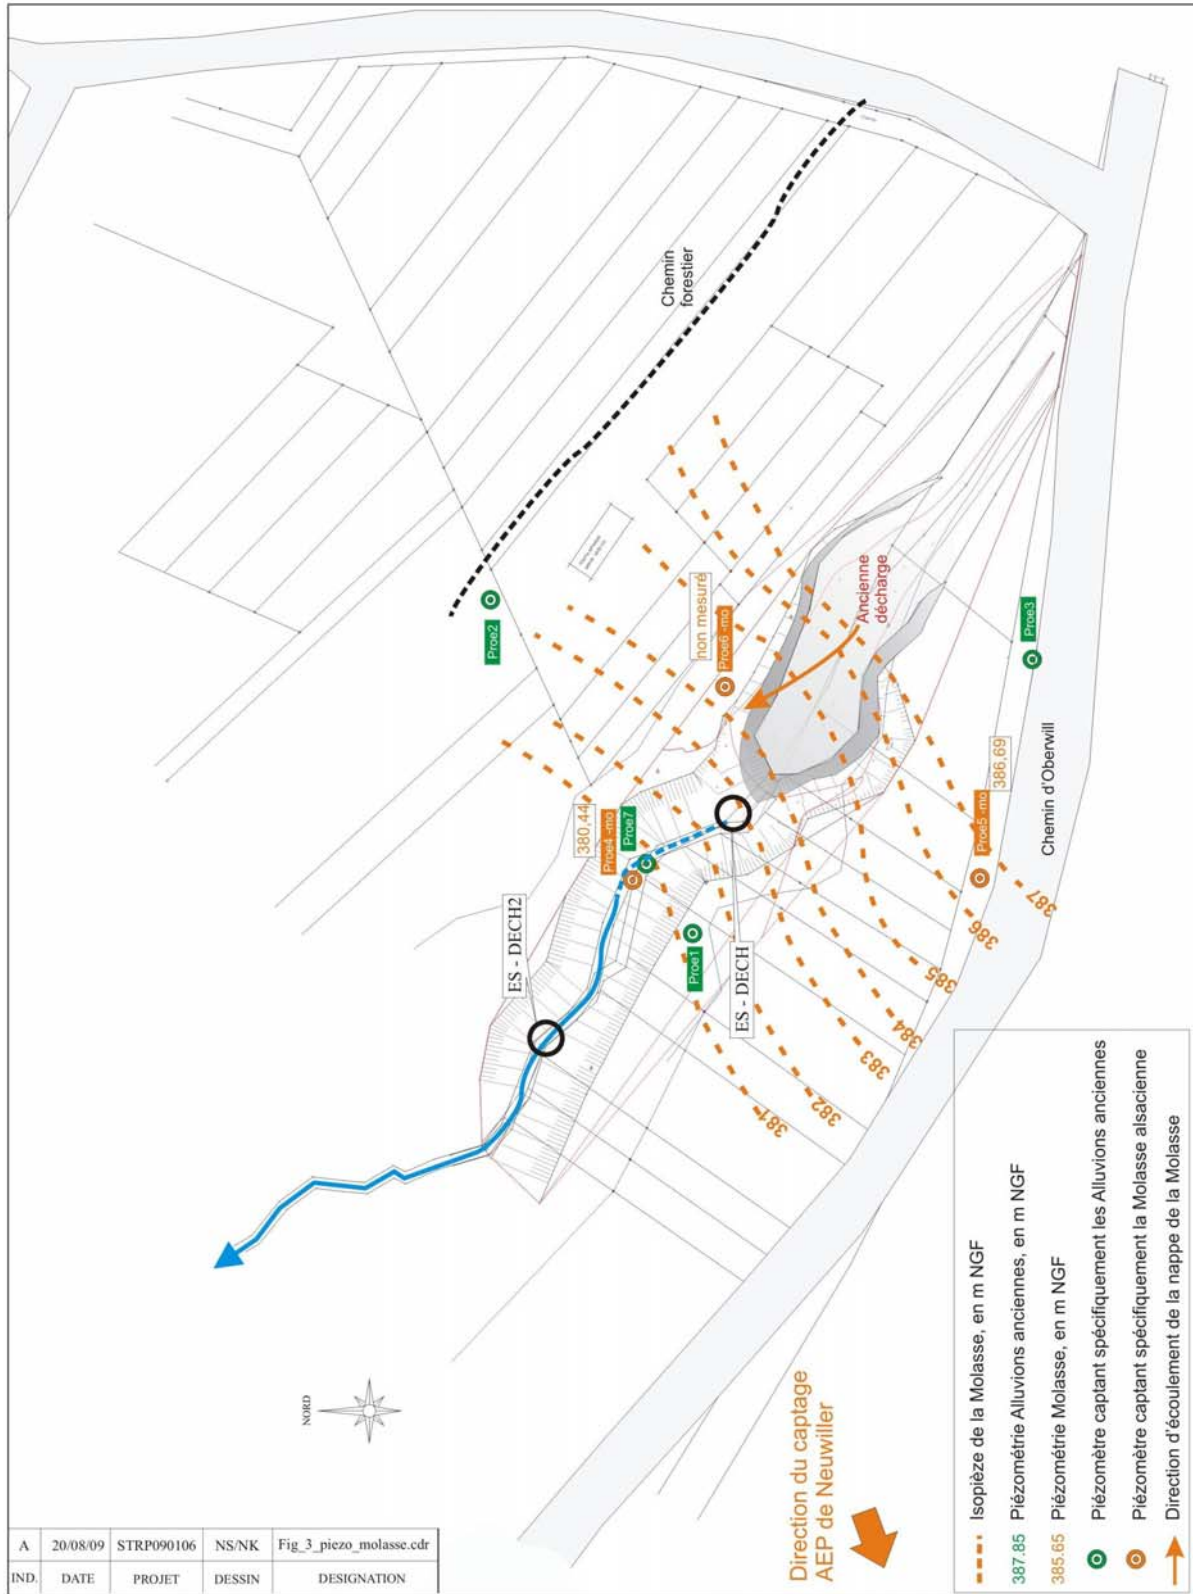 Chemin
forestier
Proe2
non mesuré
Proe6 -mo
Ancienne
décharge
Proe3
380,44
Proe4 -mo
Proe7
386,69
Proe5 -mo
Chemin d'Oberwill
ES - DECH2
Proe1
ES - DECH
381
382
383
384
385
386
387
NORD
Direction du captage
AEP de Neuwiller
Isopièze de la Molasse, en m NGF
387.85 Piézométrie Alluvions anciennes, en m NGF
385.65 Piézométrie Molasse, en m NGF
Piézomètre captant spécifiquement les Alluvions anciennes
Piézomètre captant spécifiquement la Molasse alsacienne
Direction d'écoulement de la nappe de la Molasse
A 20/08/09 STRP090106 NS/NK Fig_3_piezo_molasse.cdr
IND. DATE PROJET DESSIN DESIGNATION